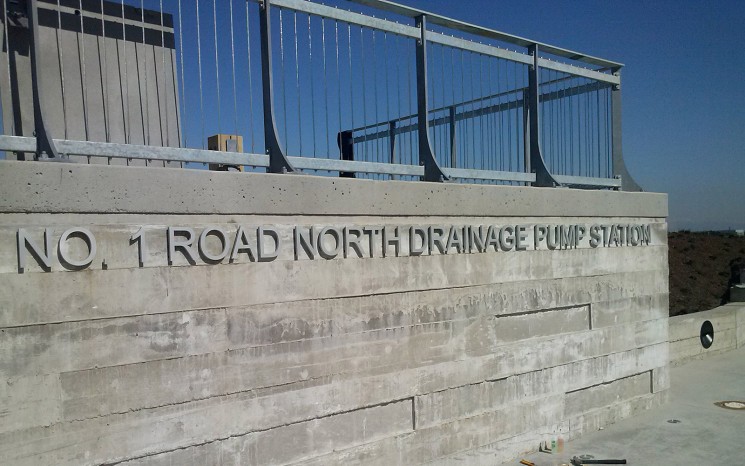 NO. 1 ROAD NORTH DRAINAGE PUMP STATION